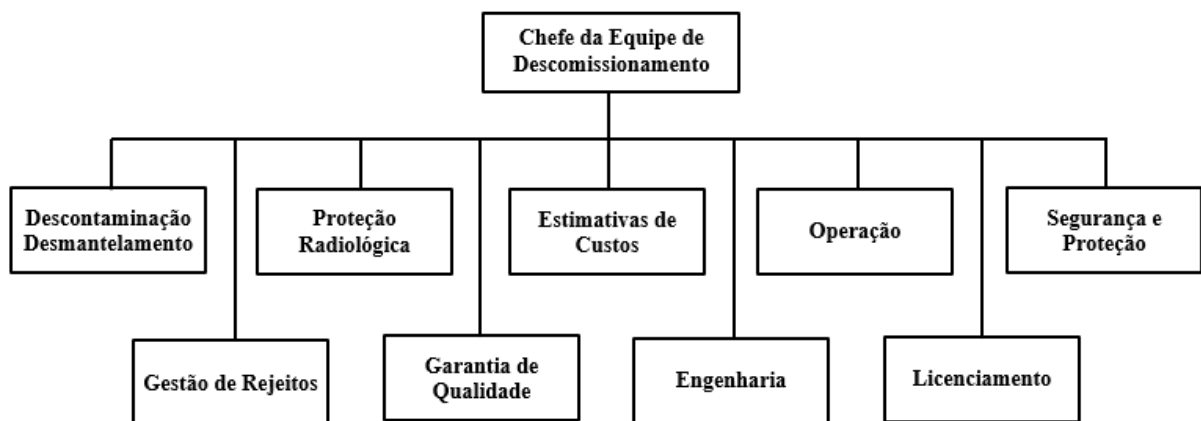 Chefe da Equipe de
Descomissionamento
Descontaminação
Desmantelamento
Proteção
Radiológica
Estimativas de
Custos
Operação
Segurança e
Proteção
Gestão de Rejeitos
Garantia de
Qualidade
Engenharia
Licenciamento